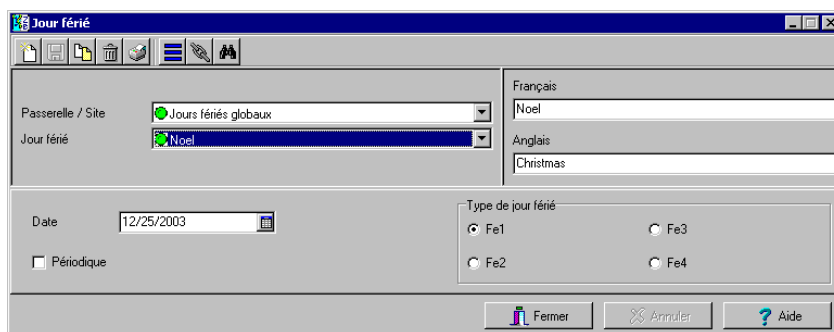 Jour férié
Français
Passerelle / Site Jours fériés globaux Noel
Jour férié Noel
Anglais
Christmas
Date 12/25/2003
Type de jour férié
Fe1 Fe3
Périodique
Fe2 Fe4
Fermer Annuler Aide